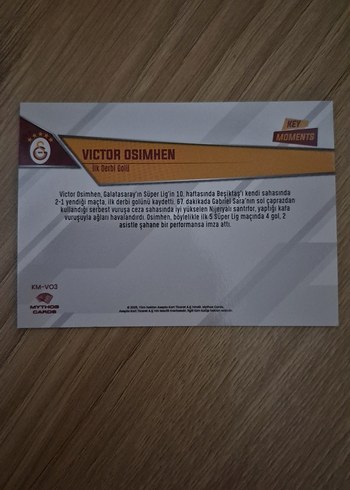 KEY
MOMENTS
VICTOR OSIMHEN
İlk Derbi Golü
Victor Osimhen, Galatasaray'ın Süper Lig'in 10. haftasında Beşiktaş'ı kendi sahasında
2-1 yendiği maçta, ilk derbi golünü kaydetti. 67. dakikada Gabriel Sara'nın sol çaprazdan
kullandığı serbest vuruşa ceza sahasında iyi yükselen Nijeryalı santrfor, yaptığı kafa
vuruşuyla ağları havalandırdı. Osimhen, böylelikle ilk 5 Süper Lig maçında 4 gol, 2
asistle şahane bir performansa imza attı.
KM-VO3
MYTHOS
CARDS